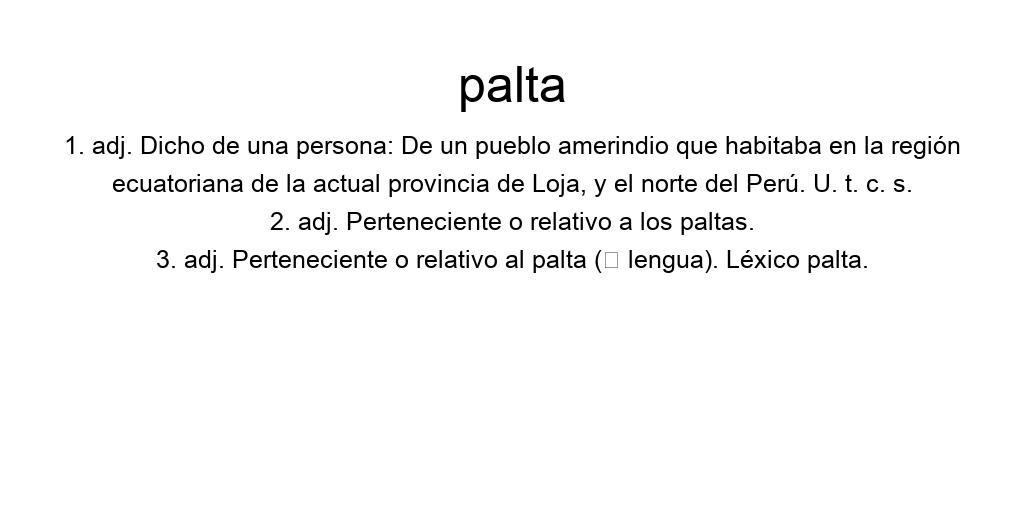 palta
1. adj. Dicho de una persona: De un pueblo amerindio que habitaba en la región
ecuatoriana de la actual provincia de Loja, y el norte del Perú. U. t. c. s.
2. adj. Perteneciente o relativo a los paltas.
3. adj. Perteneciente o relativo al palta (□ lengua). Léxico palta.